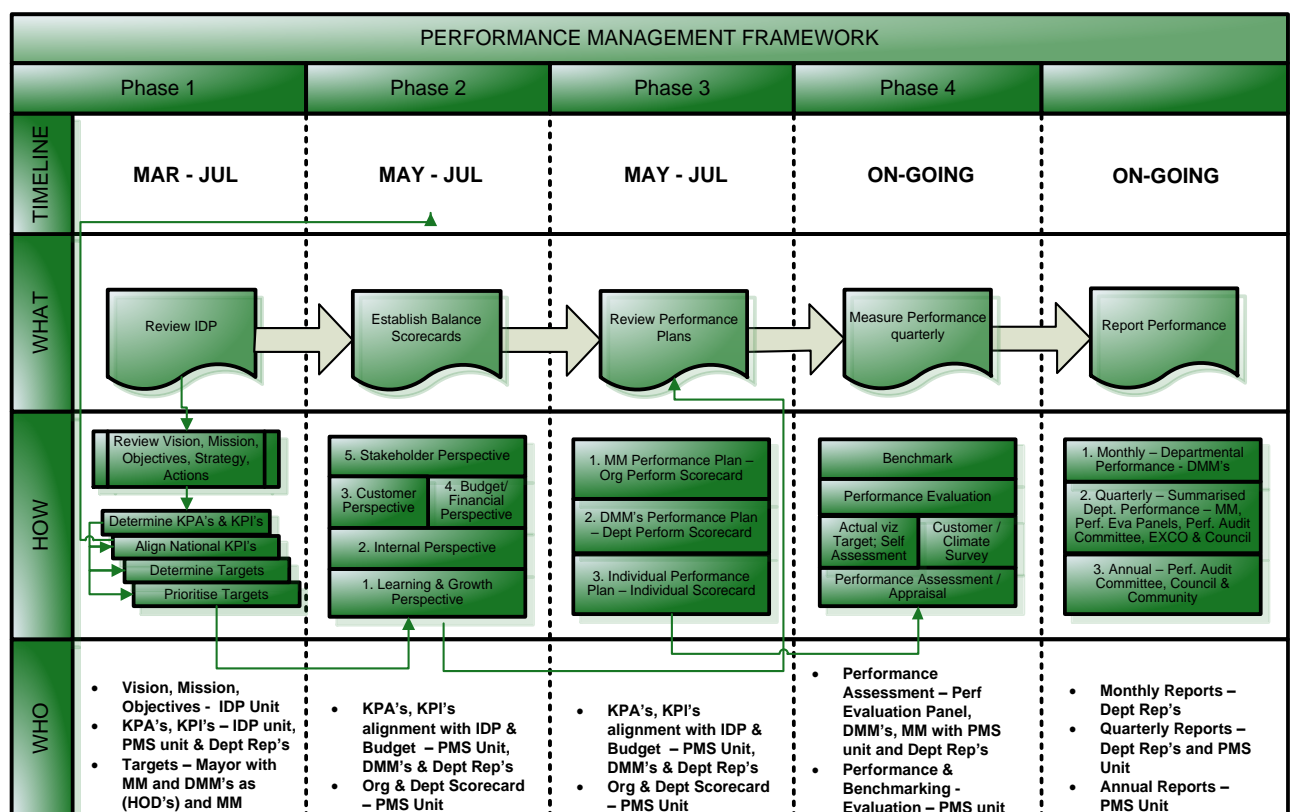 PERFORMANCE MANAGEMENT FRAMEWORK
Phase 1
Phase 2
Phase 3
Phase 4
TIMELINE
MAR - JUL
MAY - JUL
MAY - JUL
ON-GOING
ON-GOING
WHAT
Review IDP
Establish Balance
Scorecards
Review Performance
Plans
Measure Performance
quarterly
Report Performance
HOW
Review Vision, Mission,
Objectives, Strategy,
Actions
Determine KPA's & KPI's
Align National KPI's
Determine Targets
Prioritise Targets
5. Stakeholder Perspective
3. Customer
Perspective
4. Budget/
Financial
Perspective
2. Internal Perspective
1. Learning & Growth
Perspective
1. MM Performance Plan –
Org Perform Scorecard
2. DMM's Performance Plan
– Dept Perform Scorecard
3. Individual Performance
Plan – Individual Scorecard
Benchmark
Performance Evaluation
Actual viz
Target; Self
Assessment
Customer /
Climate
Survey
Performance Assessment /
Appraisal
1. Monthly – Departmental
Performance - DMM's
2. Quarterly – Summarised
Dept. Performance – MM,
Perf. Eva Panels, Perf. Audit
Committee, EXCO & Council
3. Annual – Perf. Audit
Committee, Council &
Community
WHO
• Vision, Mission,
Objectives - IDP Unit
• KPA's, KPI's – IDP unit,
PMS unit & Dept Rep's
• Targets – Mayor with
MM and DMM's as
(HOD's) and MM
• KPA's, KPI's
alignment with IDP &
Budget – PMS Unit,
DMM's & Dept Rep's
• Org & Dept Scorecard
– PMS Unit
• KPA's, KPI's
alignment with IDP &
Budget – PMS Unit,
DMM's & Dept Rep's
• Org & Dept Scorecard
– PMS Unit
• Performance
Assessment – Perf
Evaluation Panel,
DMM's, MM with PMS
unit and Dept Rep's
• Performance &
Benchmarking -
Evaluation – PMS unit
• Monthly Reports –
Dept Rep's
• Quarterly Reports –
Dept Rep's and PMS
Unit
• Annual Reports –
PMS Unit